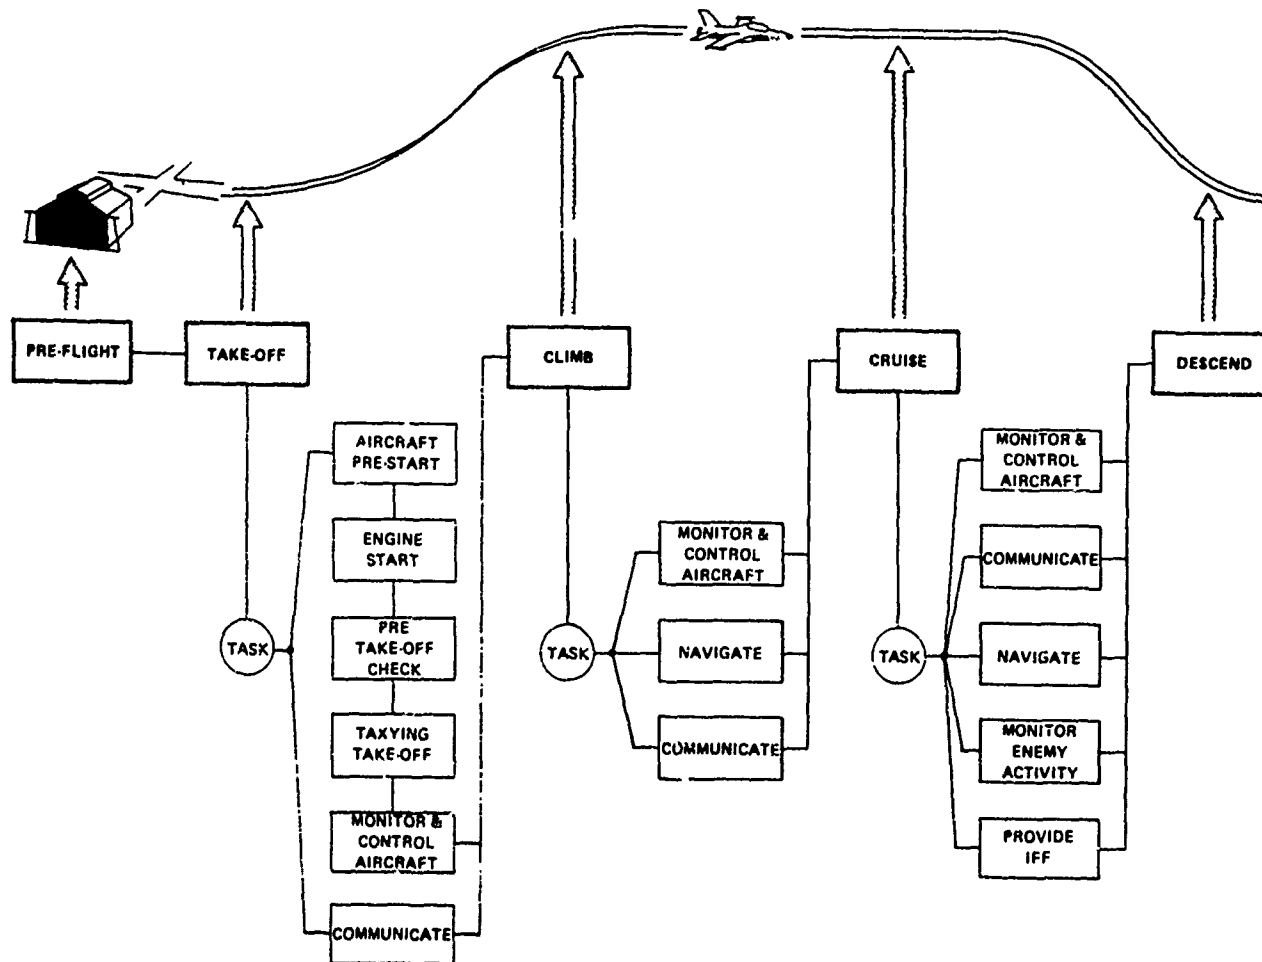 PRE-FLIGHT
TAKE-OFF
CLIMB
CRUISE
DESCEND
TASK
AIRCRAFT
PRE-START
ENGINE
START
PRE
TAKE-OFF
CHECK
TAXYING
TAKE-OFF
MONITOR &
CONTROL
AIRCRAFT
COMMUNICATE
TASK
MONITOR &
CONTROL
AIRCRAFT
NAVIGATE
COMMUNICATE
TASK
MONITOR &
CONTROL
AIRCRAFT
COMMUNICATE
NAVIGATE
MONITOR
ENEMY
ACTIVITY
PROVIDE
IFF